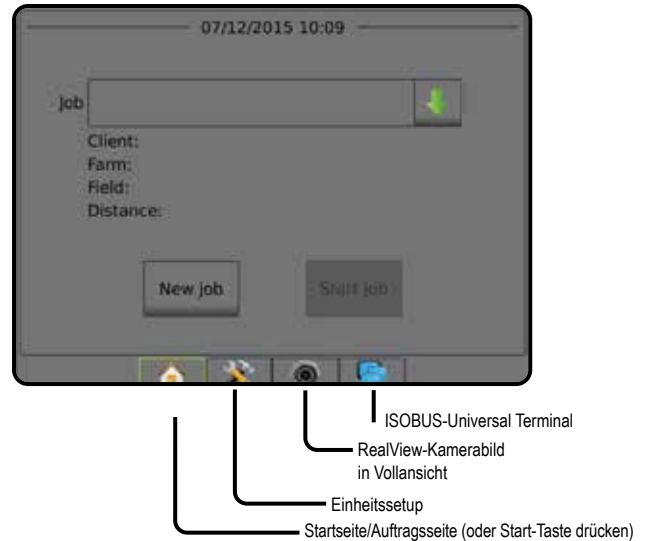 07/12/2015 10:09
Job
Client:
Farm:
Field:
Distance:
New job
Start job
ISOBUS-Universal Terminal
RealView-Kamerabild
in Vollansicht
Einheitssetup
Startseite/Auftragsseite (oder Start-Taste drücken)